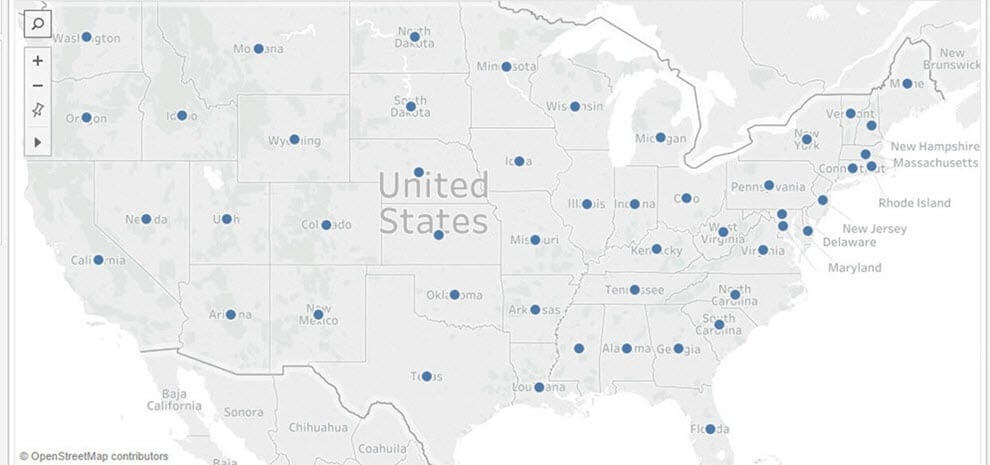 Washington
Montana
North
Dakota
Minnesota
New
Brunswick
Maine
Oregon
Idaho
South
Dakota
Wisconsin
Vermont
Wyoming
Michigan
New
York
New Hampshire
Massachusetts
Iowa
Connecticut
United
States
Pennsylvania
Rhode Island
Illinois
Indiana
Ohio
Nevada
Utah
Colorado
West
Virginia
New Jersey
Delaware
Missouri
Kentucky
Virginia
California
Maryland
Oklahoma
Tennessee
North
Carolina
Arizona
New
Mexico
Arkansas
South
Carolina
Alabama
Georgia
Texas
Louisiana
Baja
California
Sonora
Chihuahua
Florida
Coahuila
Baja
© OpenStreetMap contributors